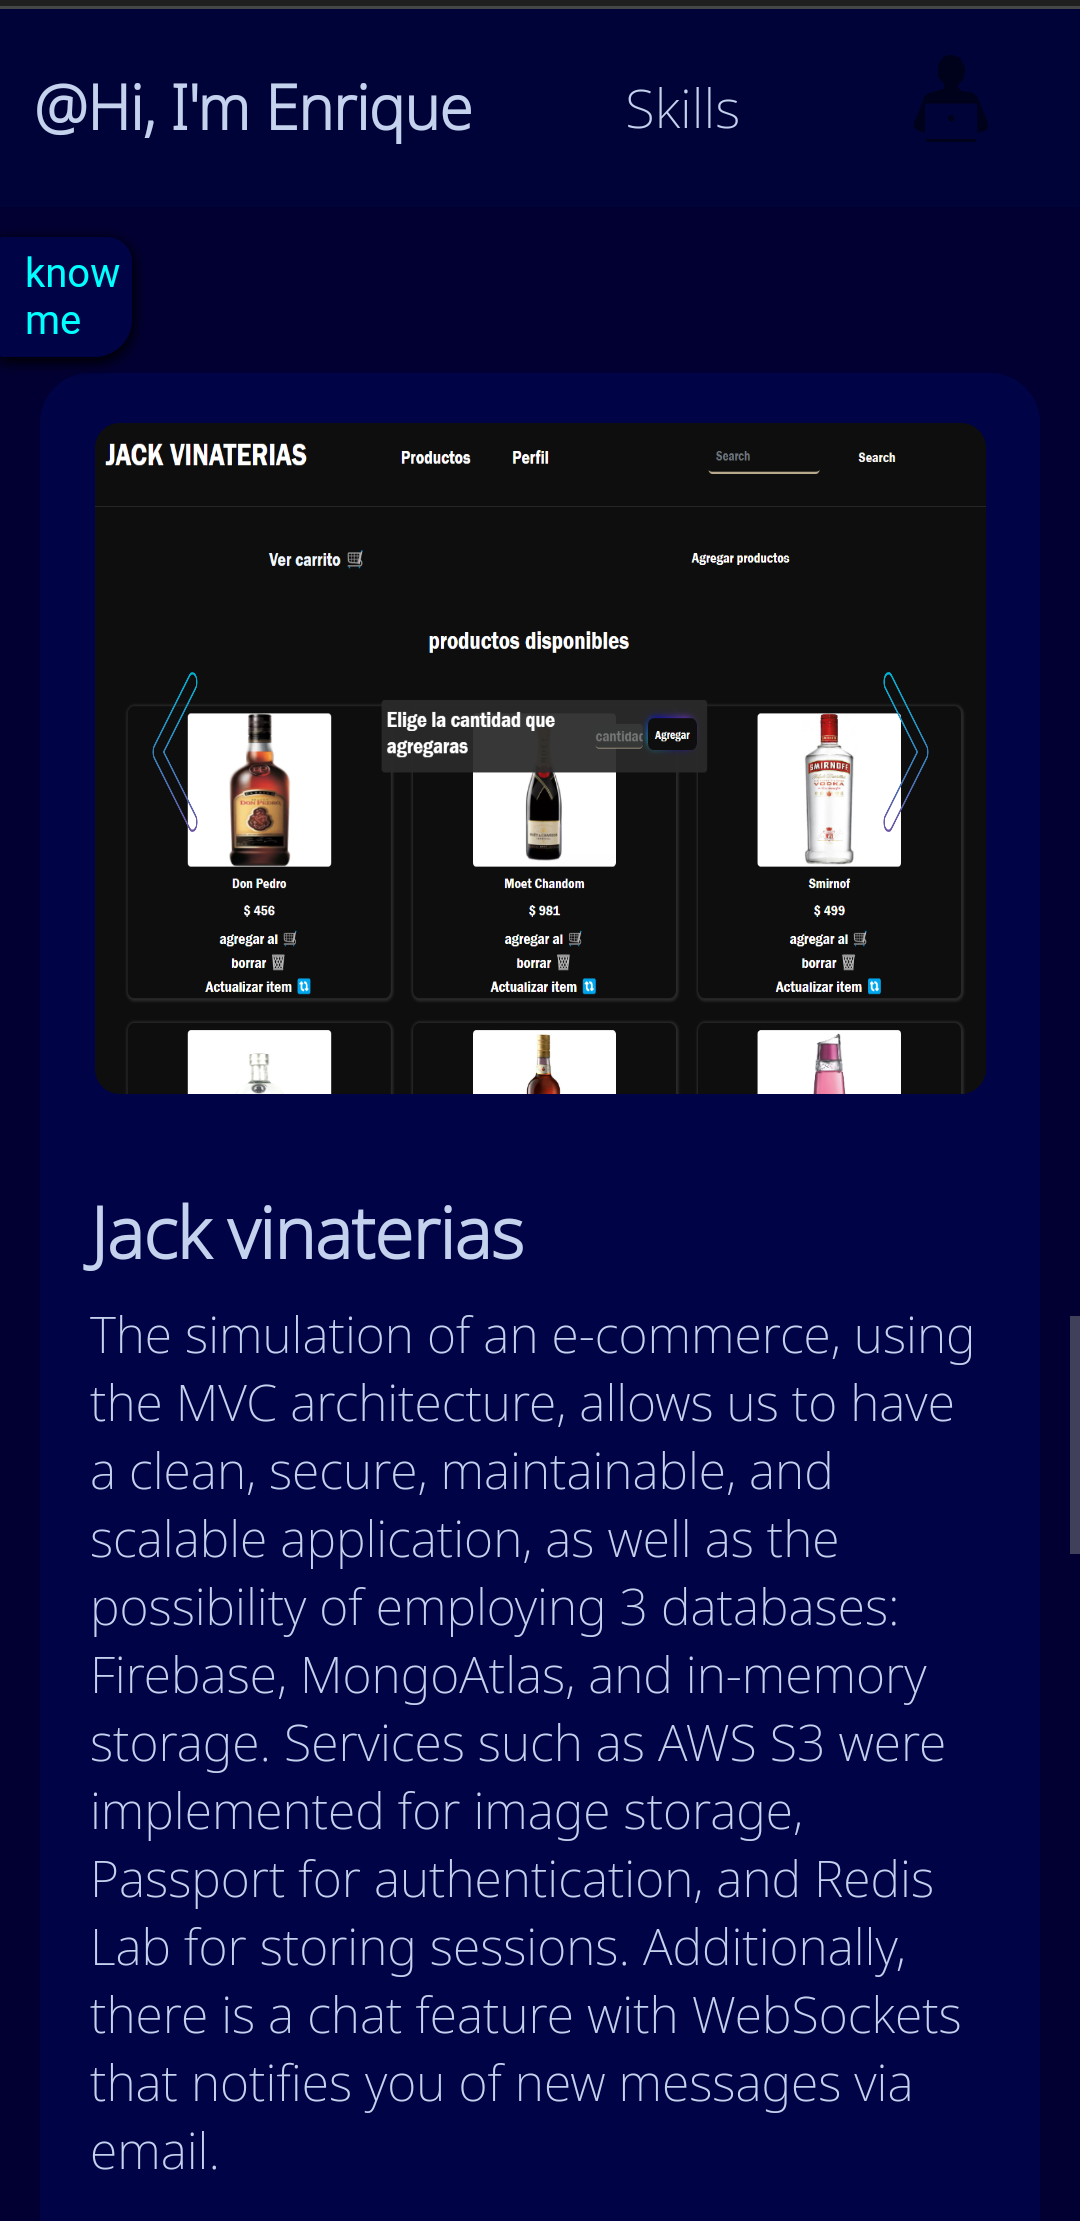 @Hi, I'm Enrique
Skills
know
me
JACK VINATERIAS
Productos
Perfil
Search
Search
Ver carrito
Agregar productos
productos disponibles
Elige la cantidad que
agregaras
cantidad
Agregar
SMIRNOFF
VODKA
DON PEDRO
Don Pedro
Moet Chandom
Smirnof
$ 456
$ 981
$ 499
agregar al
agregar al
agregar al
borrar
borrar
borrar
Actualizar item
Actualizar item
Actualizar item
Jack vinaterias
The simulation of an e-commerce, using
the MVC architecture, allows us to have
a clean, secure, maintainable, and
scalable application, as well as the
possibility of employing 3 databases:
Firebase, MongoAtlas, and in-memory
storage. Services such as AWS S3 were
implemented for image storage,
Passport for authentication, and Redis
Lab for storing sessions. Additionally,
there is a chat feature with WebSockets
that notifies you of new messages via
email.